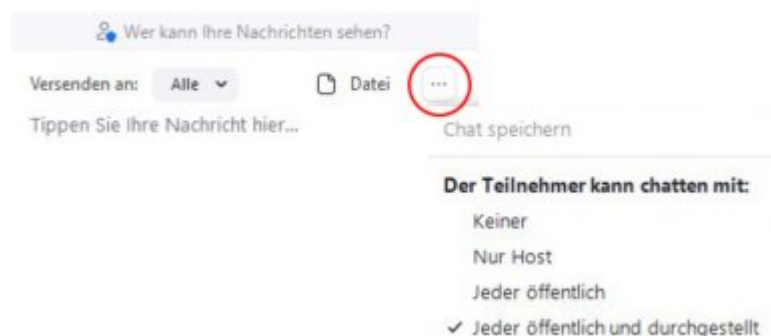 Wer kann Ihre Nachrichten sehen?
Versenden an: Alle Datei ...
Tippen Sie Ihre Nachricht hier...
Chat speichern
Der Teilnehmer kann chatten mit:
Keiner
Nur Host
Jeder öffentlich
✓ Jeder öffentlich und durchgestellt